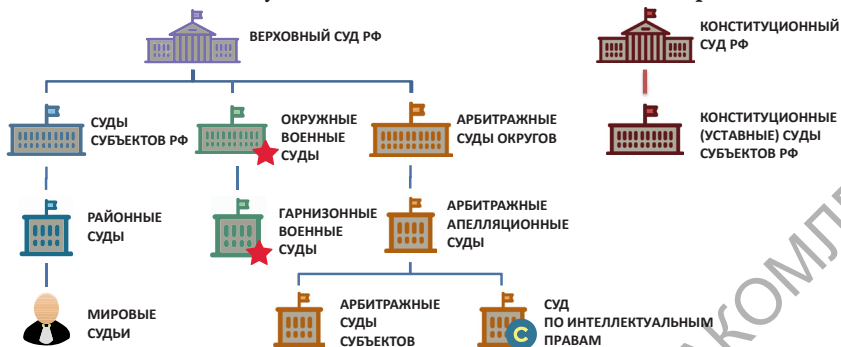 ВЕРХОВНЫЙ СУД РФ
КОНСТИТУЦИОННЫЙ
СУД РФ
СУДЫ
СУБЪЕКТОВ РФ
ОКРУЖНЫЕ
ВОЕННЫЕ
СУДЫ
АРБИТРАЖНЫЕ
СУДЫ ОКРУГОВ
КОНСТИТУЦИОННЫЕ
(УСТАВНЫЕ) СУДЫ
СУБЪЕКТОВ РФ
РАЙОННЫЕ
СУДЫ
ГАРНИЗОННЫЕ
ВОЕННЫЕ
СУДЫ
АРБИТРАЖНЫЕ
АПЕЛЛЯЦИОННЫЕ
СУДЫ
МИРОВЫЕ
СУДЬИ
АРБИТРАЖНЫЕ
СУДЫ
СУБЪЕКТОВ
C
СУД
ПО ИНТЕЛЛЕКТУАЛЬНЫМ
ПРАВАМ